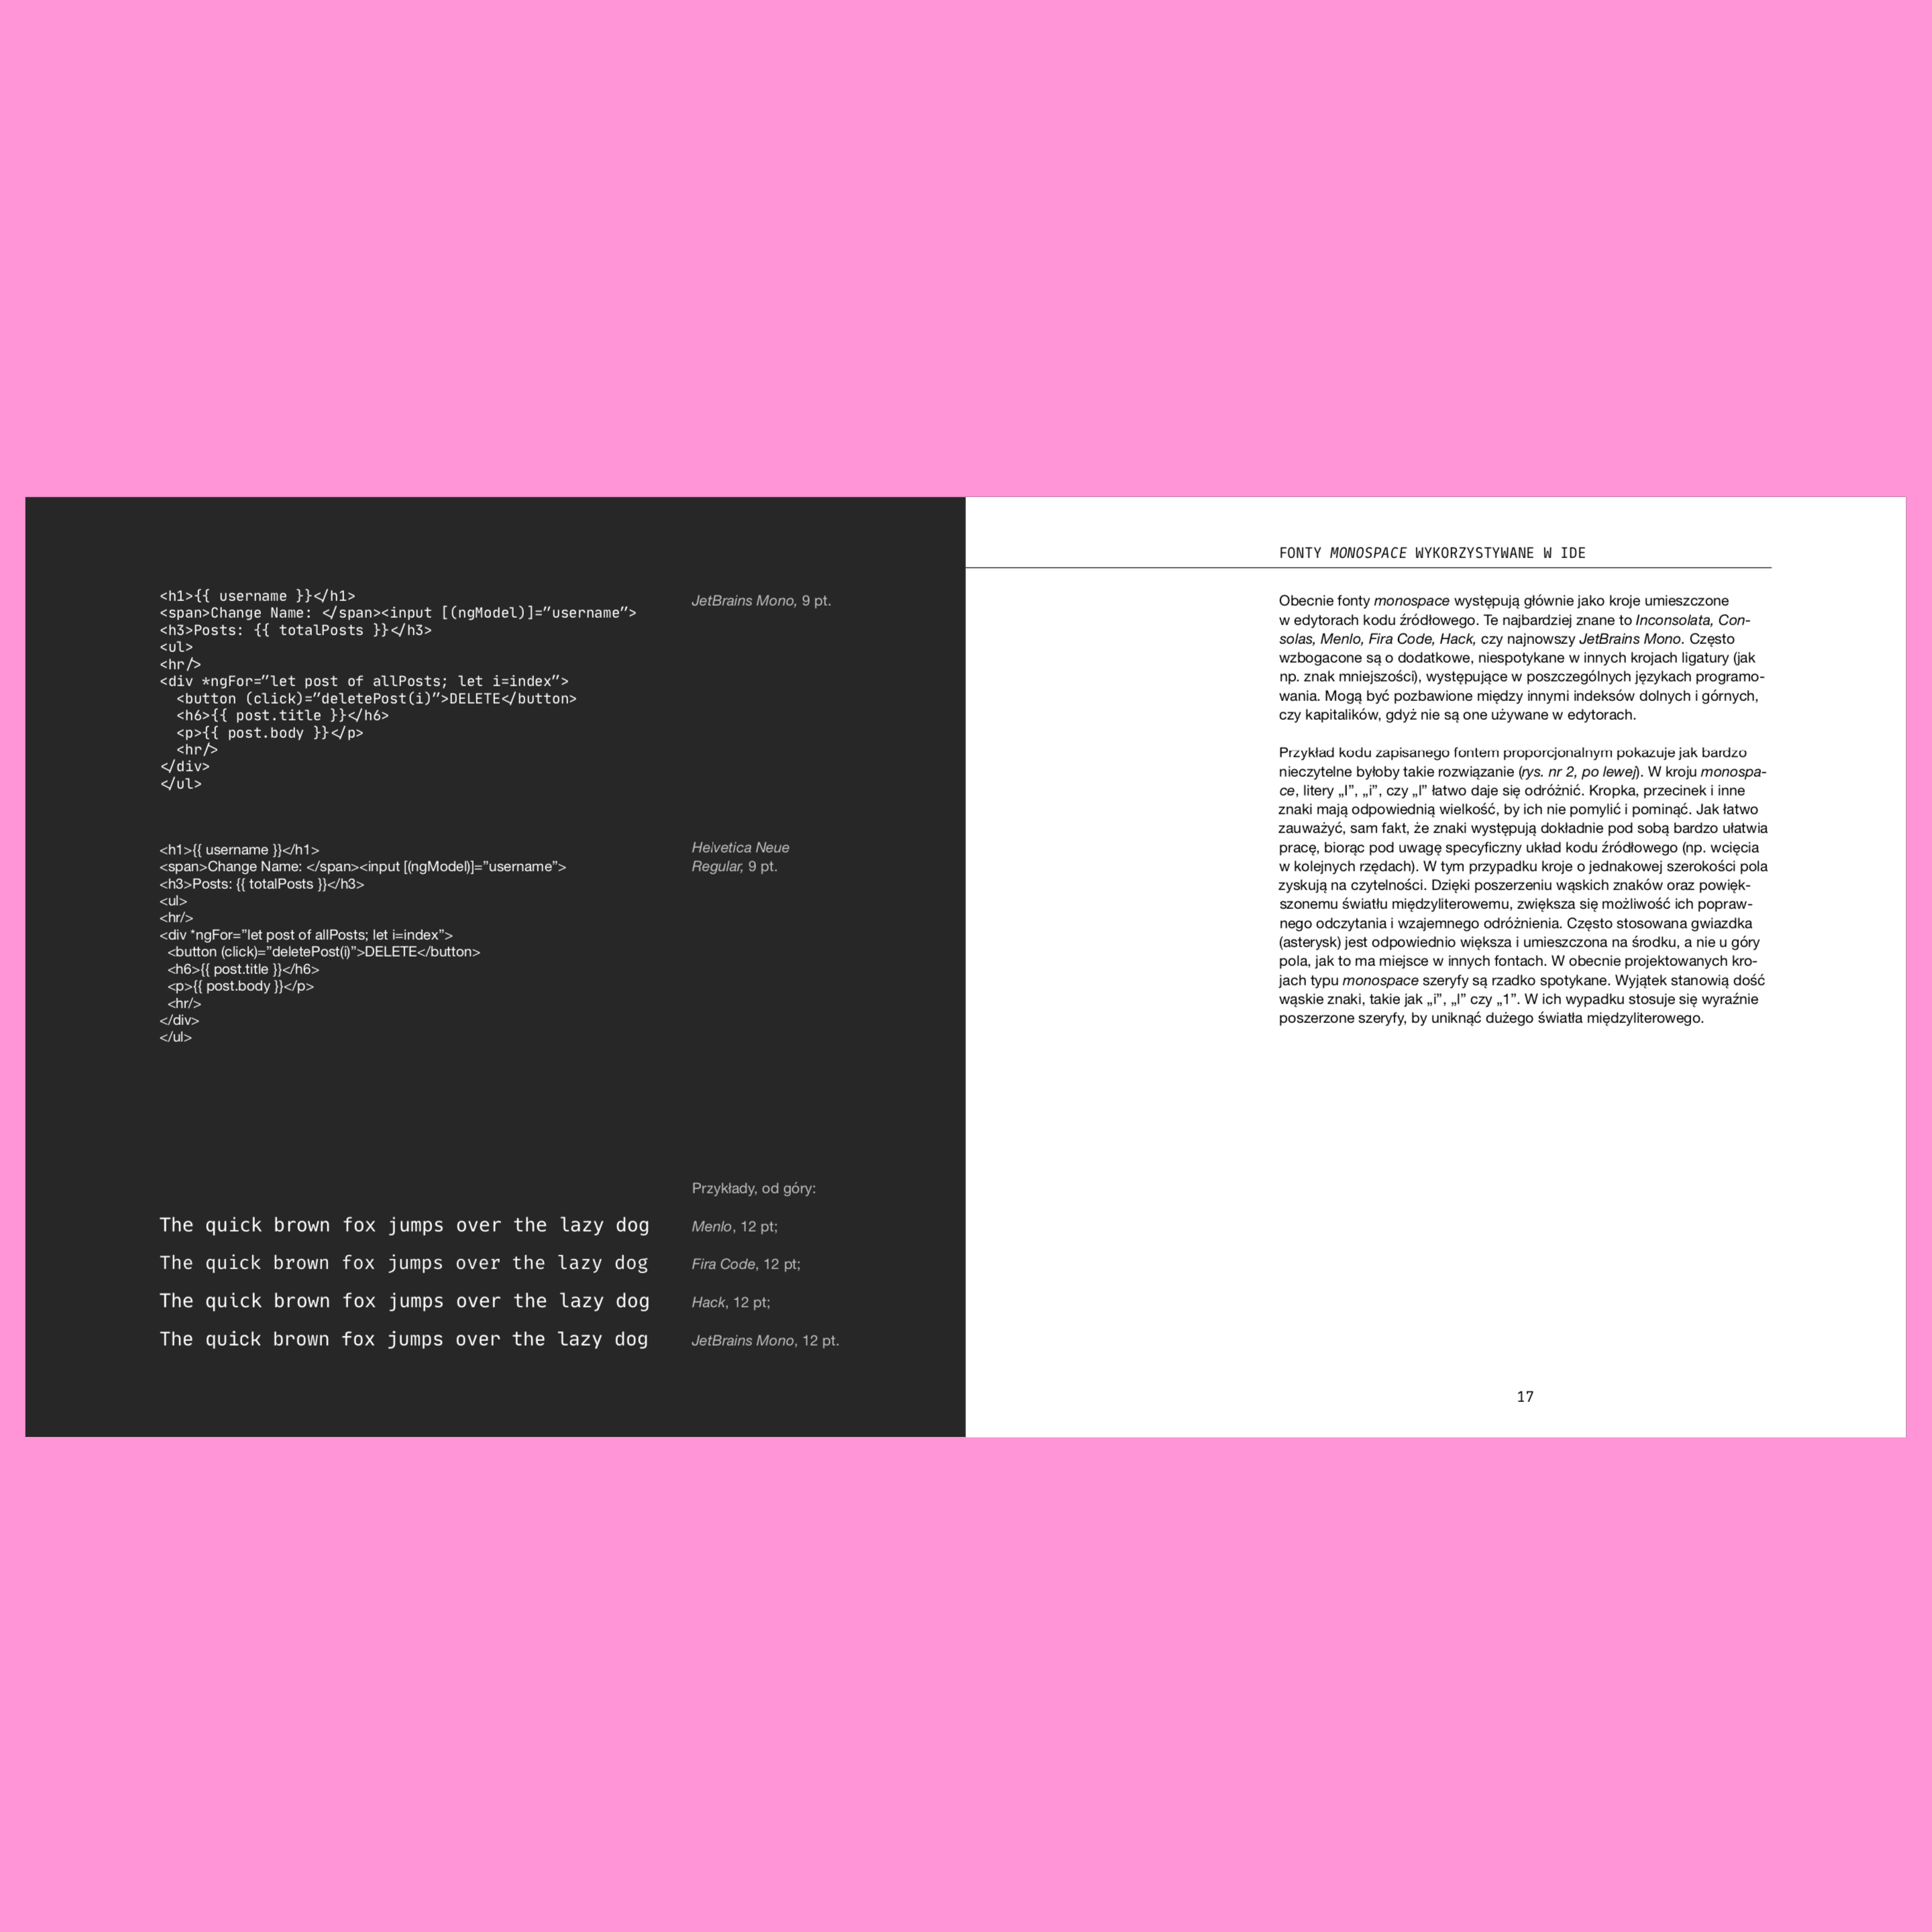 <h1>{{ username }}</h1>
<span>Change Name: </span><input [(ngModel)]=”username”>
<h3>Posts: {{ totalPosts }}</h3>
<ul>
<hr/>
<div *ngFor=”let post of allPosts; let i=index”>
  <button (click)=”deletePost(i)”>DELETE</button>
  <h6>{{ post.title }}</h6>
  <p>{{ post.body }}</p>
  <hr/>
</div>
</ul>
JetBrains Mono, 9 pt.
<h1>{{ username }}</h1>
<span>Change Name: </span><input [(ngModel)]=”username”>
<h3>Posts: {{ totalPosts }}</h3>
<ul>
<hr/>
<div *ngFor=”let post of allPosts; let i=index”>
  <button (click)=”deletePost(i)”>DELETE</button>
  <h6>{{ post.title }}</h6>
  <p>{{ post.body }}</p>
  <hr/>
</div>
</ul>
Helvetica Neue
Regular, 9 pt.
Przykłady, od góry:
The quick brown fox jumps over the lazy dog
Menlo, 12 pt;
The quick brown fox jumps over the lazy dog
Fira Code, 12 pt;
The quick brown fox jumps over the lazy dog
Hack, 12 pt;
The quick brown fox jumps over the lazy dog
JetBrains Mono, 12 pt.
FONTY MONOSPACE WYKORZYSTYWANE W IDE
Obecnie fonty monospace występują głównie jako kroje umieszczone
w edytorach kodu źródłowego. Te najbardziej znane to Inconsolata, Con-
solas, Menlo, Fira Code, Hack, czy najnowszy JetBrains Mono. Często
wzbogacone są o dodatkowe, niespotykane w innych krojach ligatury (jak
np. znak mniejszości), występujące w poszczególnych językach programo-
wania. Mogą być pozbawione między innymi indeksów dolnych i górnych,
czy kapitalików, gdyż nie są one używane w edytorach.
Przykład kodu zapisanego fontem proporcjonalnym pokazuje jak bardzo
nieczytelne byłoby takie rozwiązanie (rys. nr 2, po lewej). W kroju monospa-
ce, litery „I”, „i”, czy „l” łatwo daje się odróżnić. Kropka, przecinek i inne
znaki mają odpowiednią wielkość, by ich nie pomylić i pominąć. Jak łatwo
zauważyć, sam fakt, że znaki występują dokładnie pod sobą bardzo ułatwia
pracę, biorąc pod uwagę specyficzny układ kodu źródłowego (np. wcięcia
w kolejnych rzędach). W tym przypadku kroje o jednakowej szerokości pola
zyskują na czytelności. Dzięki poszerzeniu wąskich znaków oraz powięk-
szonemu światłu międzyliterowemu, zwiększa się możliwość ich popraw-
nego odczytania i wzajemnego odróżnienia. Często stosowana gwiazdka
(asterysk) jest odpowiednio większa i umieszczona na środku, a nie u góry
pola, jak to ma miejsce w innych fontach. W obecnie projektowanych kro-
jach typu monospace szeryfy są rzadko spotykane. Wyjątek stanowią dość
wąskie znaki, takie jak „i”, „l” czy „1”. W ich wypadku stosuje się wyraźnie
poszerzone szeryfy, by uniknąć dużego światła międzyliterowego.
17